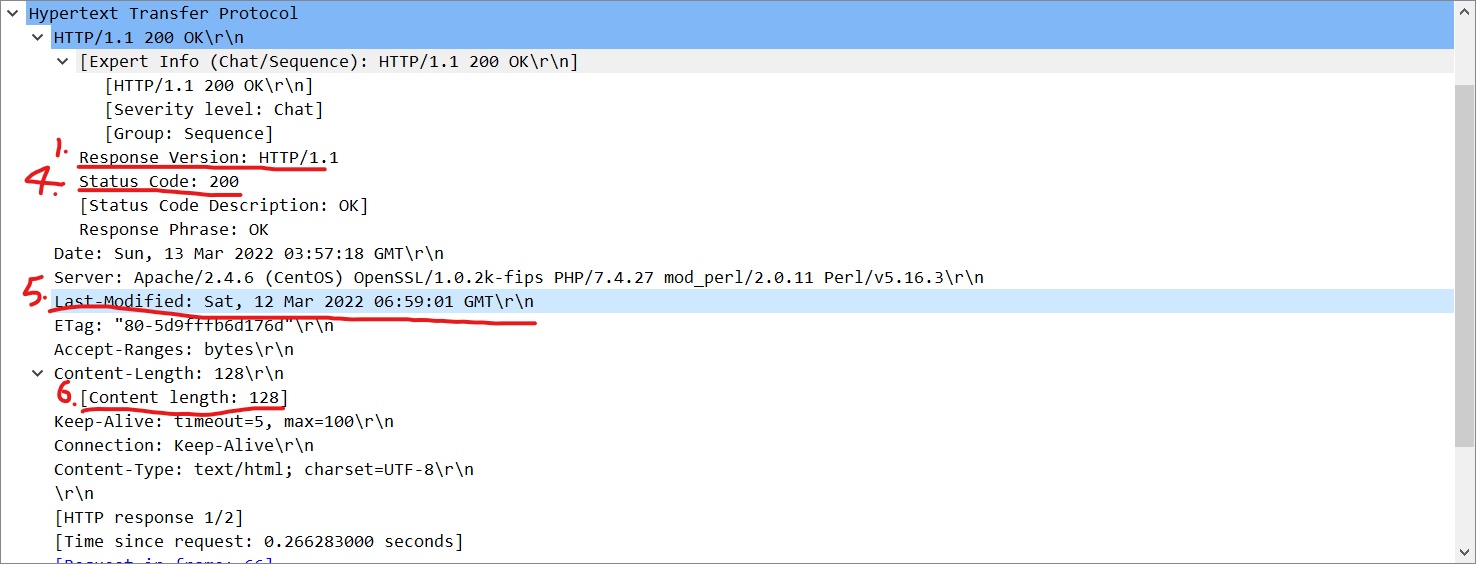 Hypertext Transfer Protocol
HTTP/1.1 200 OK\r\n
[Expert Info (Chat/Sequence): HTTP/1.1 200 OK\r\n]
[HTTP/1.1 200 OK\r\n]
[Severity level: Chat]
[Group: Sequence]
1. Response Version: HTTP/1.1
4. Status Code: 200
[Status Code Description: OK]
Response Phrase: OK
Date: Sun, 13 Mar 2022 03:57:18 GMT\r\n
Server: Apache/2.4.6 (CentOS) OpenSSL/1.0.2k-fips PHP/7.4.27 mod_perl/2.0.11 Perl/v5.16.3\r\n
5. Last-Modified: Sat, 12 Mar 2022 06:59:01 GMT\r\n
ETag: "80-5d9fffb6d176d"\r\n
Accept-Ranges: bytes\r\n
Content-Length: 128\r\n
6. [Content length: 128]
Keep-Alive: timeout=5, max=100\r\n
Connection: Keep-Alive\r\n
Content-Type: text/html; charset=UTF-8\r\n
\r\n
[HTTP response 1/2]
[Time since request: 0.266283000 seconds]
[Request in frame: 66]